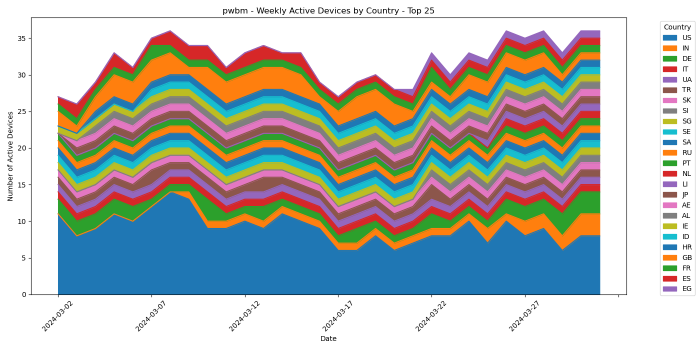 pwbm - Weekly Active Devices by Country - Top 25
Number of Active Devices
35
30
25
20
15
10
5
0
2024-03-02
2024-03-07
2024-03-12
2024-03-17
2024-03-22
2024-03-27
Date
Country
US
IN
DE
IT
UA
TR
SK
SI
SG
SE
SA
RU
PT
NL
LI
JP
AE
AL
IE
ID
HR
GB
FR
ES
EG